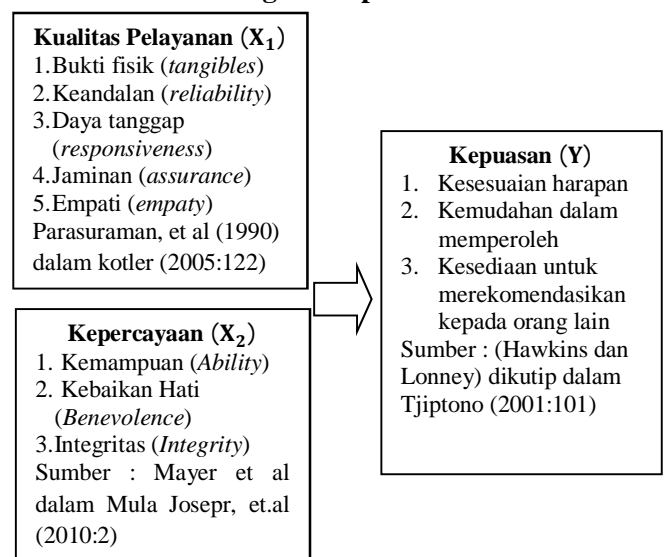 Kualitas Pelayanan (X₁)
1.Bukti fisik (tangibles)
2.Keandalan (reliability)
3.Daya tanggap
(responsiveness)
4.Jaminan (assurance)
5.Empati (empaty)
Parasuraman, et al (1990)
dalam kotler (2005:122)
Kepercayaan (X₂)
1. Kemampuan (Ability)
2. Kebaikan Hati
(Benevolence)
3.Integritas (Integrity)
Sumber : Mayer et al
dalam Mula Josepr, et.al
(2010:2)
Kepuasan (Y)
1. Kesesuaian harapan
2. Kemudahan dalam
memperoleh
3. Kesediaan untuk
merekomendasikan
kepada orang lain
Sumber : (Hawkins dan
Lonney) dikutip dalam
Tjiptono (2001:101)